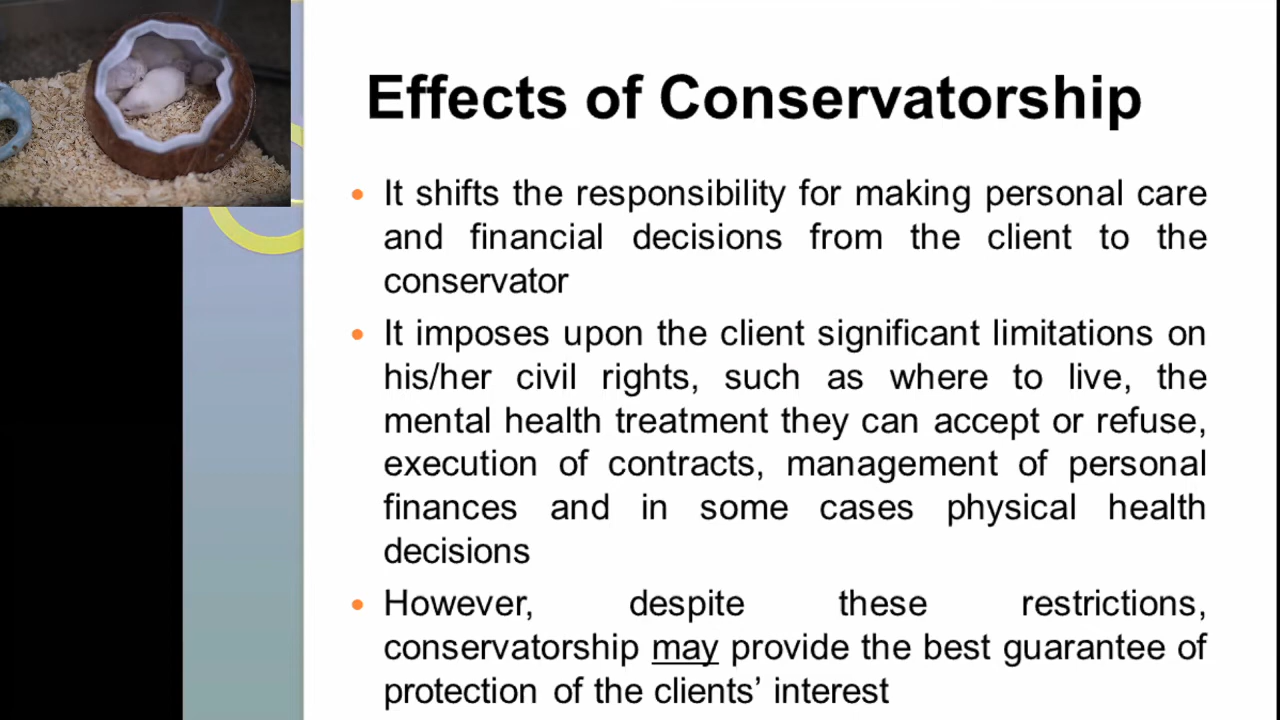 Effects of Conservatorship
It shifts the responsibility for making personal care
and financial decisions from the client to the
conservator
It imposes upon the client significant limitations on
his/her civil rights, such as where to live, the
mental health treatment they can accept or refuse,
execution of contracts, management of personal
finances and in some cases physical health
decisions
However, despite these restrictions,
conservatorship may provide the best guarantee of
protection of the clients’ interest